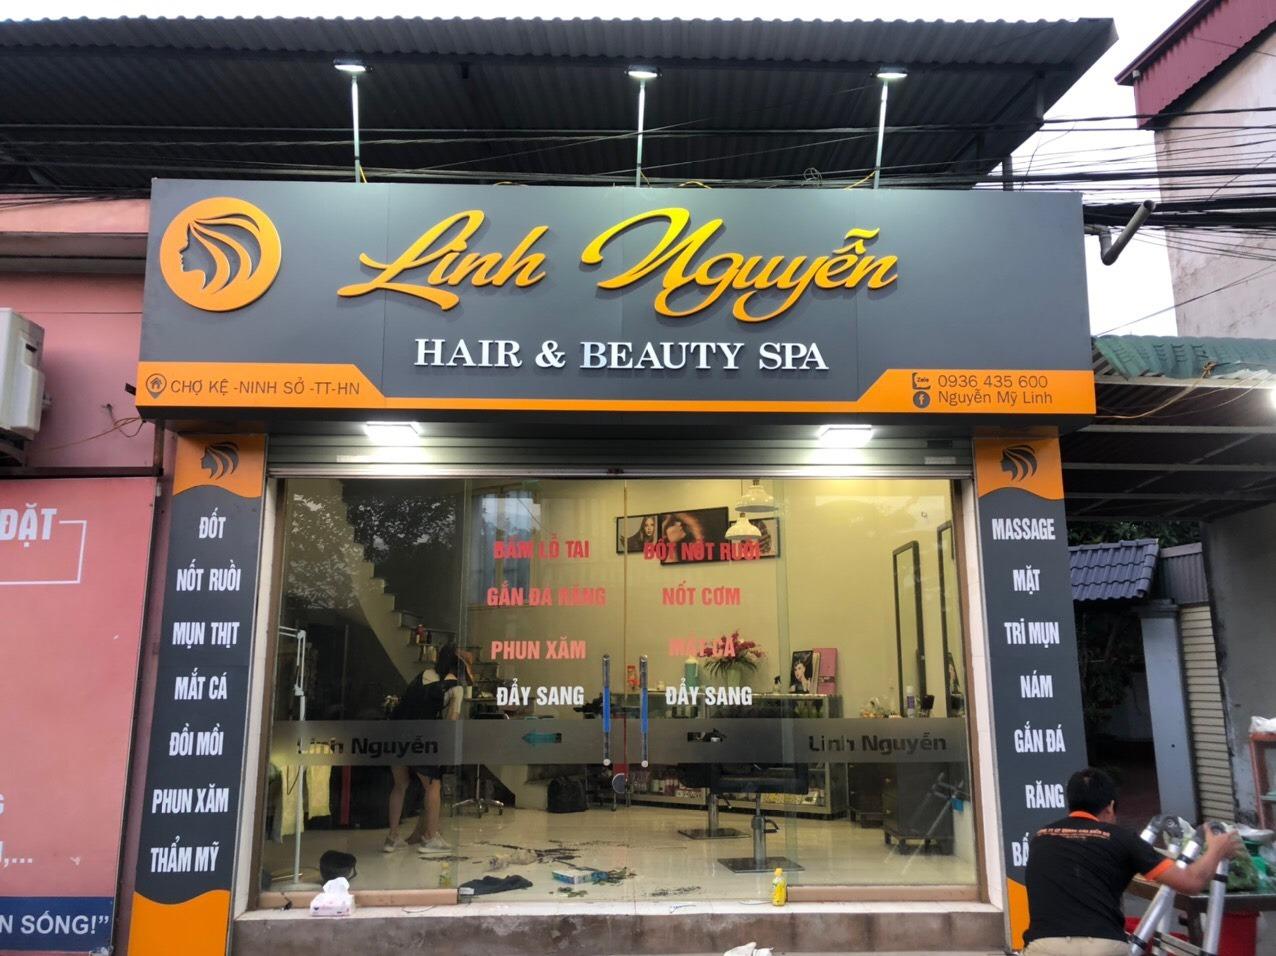 Linh Nguyễn
HAIR & BEAUTY SPA
CHỢ KỆ -NINH SỞ -TT-HN
Zalo
0936 435 600
f
Nguyễn Mỹ Linh
ĐẶT
N SÓNG!”
ĐỐT
NỐT RUỒI
MỤN THỊT
MẮT CÁ
ĐỒI MỒI
PHUN XĂM
THẨM MỸ
BẤM LỖ TAI
GẮN ĐÁ RĂNG
PHUN XĂM
ĐẨY SANG
NỐT RUỒI
NỐT CƠM
MẮT CÁ
ĐẨY SANG
Linh Nguyễn
Linh Nguyễn
MASSAGE
MẶT
TRỊ MỤN
NÁM
GẮN ĐÁ
RĂNG